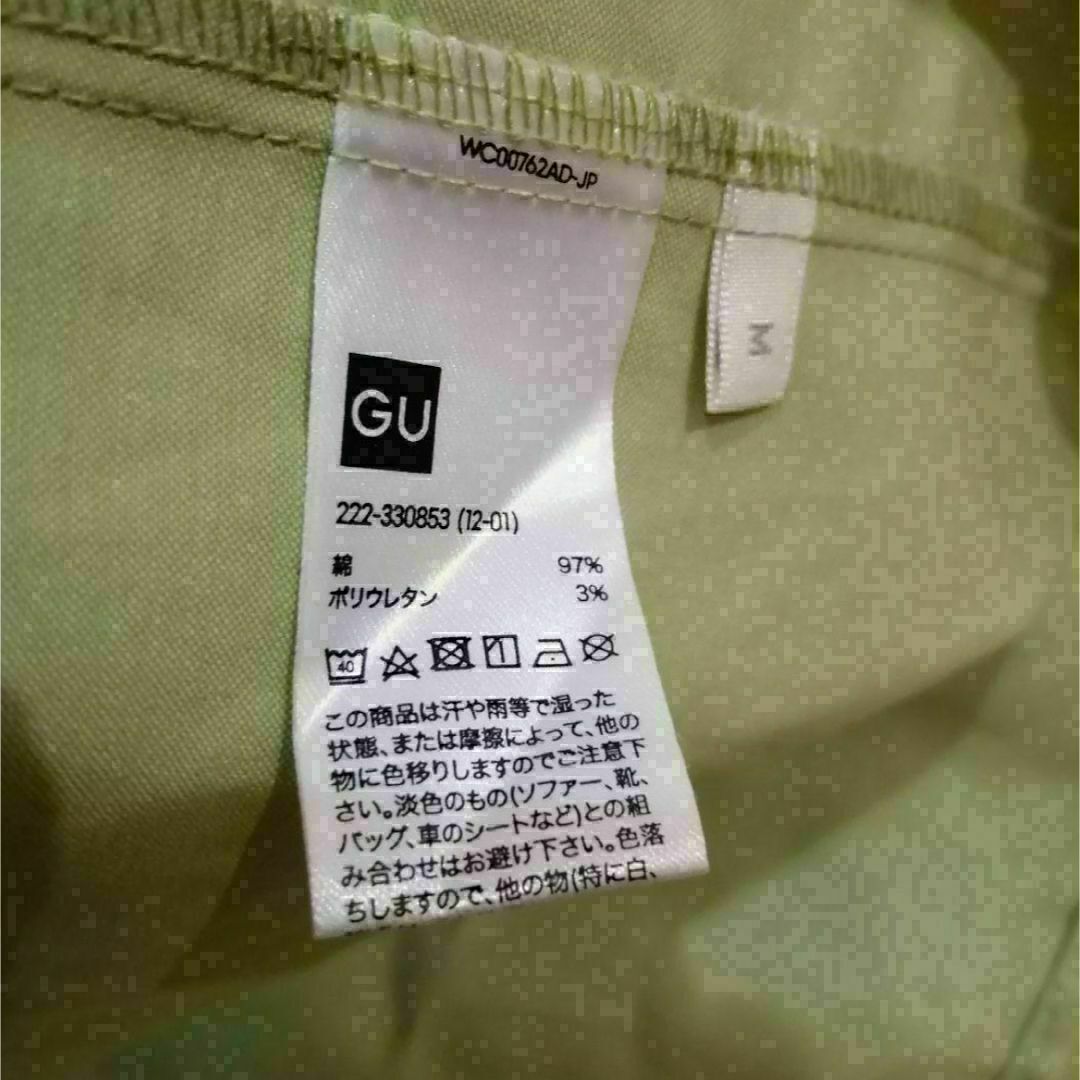 WC00762AD-JP
M
GU
222-330853 (12-01)
綿 97%
ポリウレタン 3%
40
この商品は汗や雨等で湿った
状態、または摩擦によって、他の
物に色移りしますのでご注意下
さい。淡色のもの(ソファー、靴、
バッグ、車のシートなど)との組
み合わせはお避け下さい。色落
ちしますので、他の物(特に白、